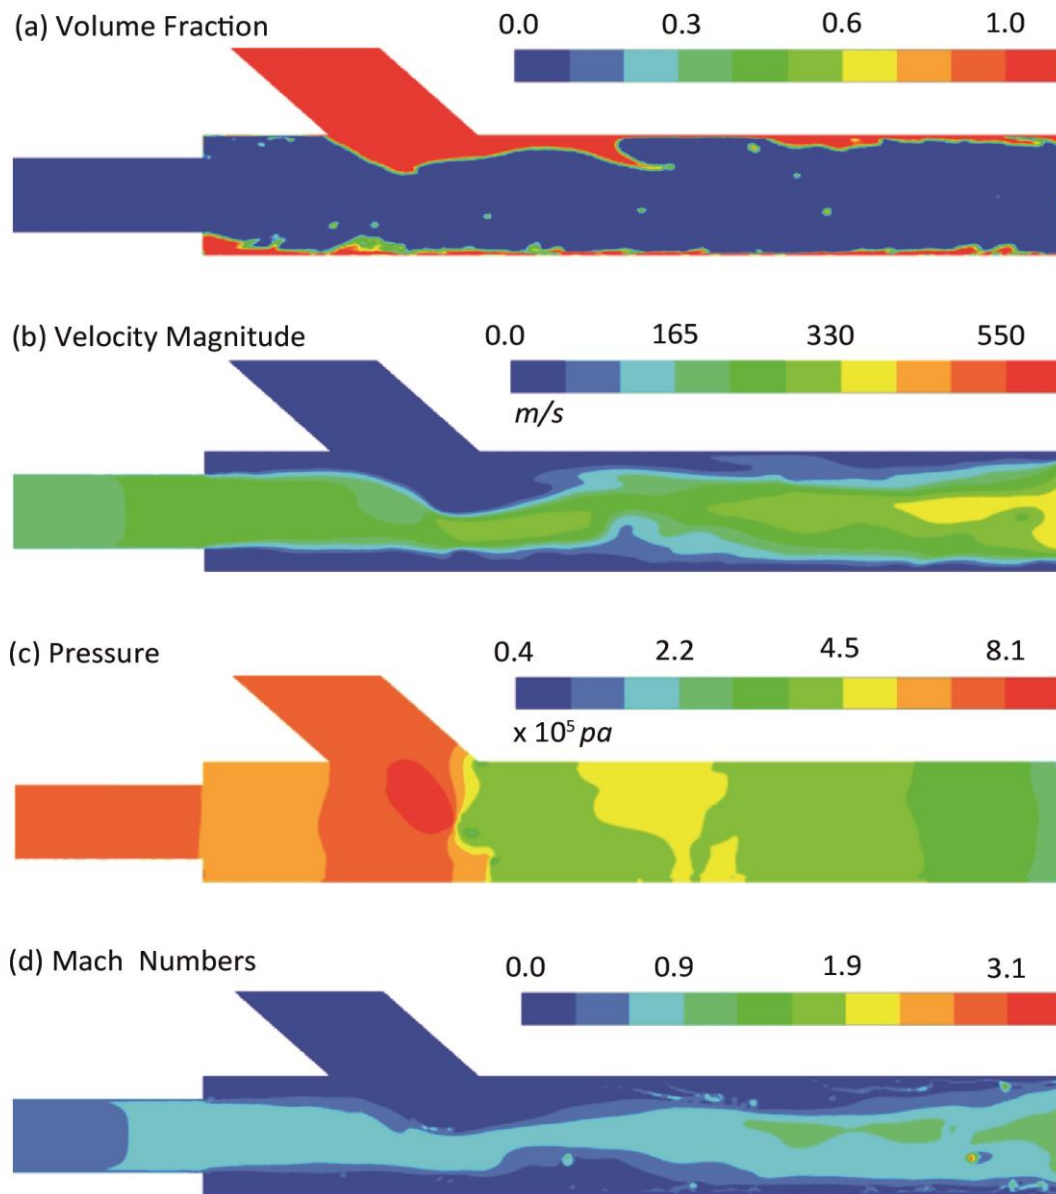 (a) Volume Fraction
0.0 0.3 0.6 1.0
(b) Velocity Magnitude
0.0 165 330 550
m/s
(c) Pressure
0.4 2.2 4.5 8.1
x 10⁵ pa
(d) Mach Numbers
0.0 0.9 1.9 3.1